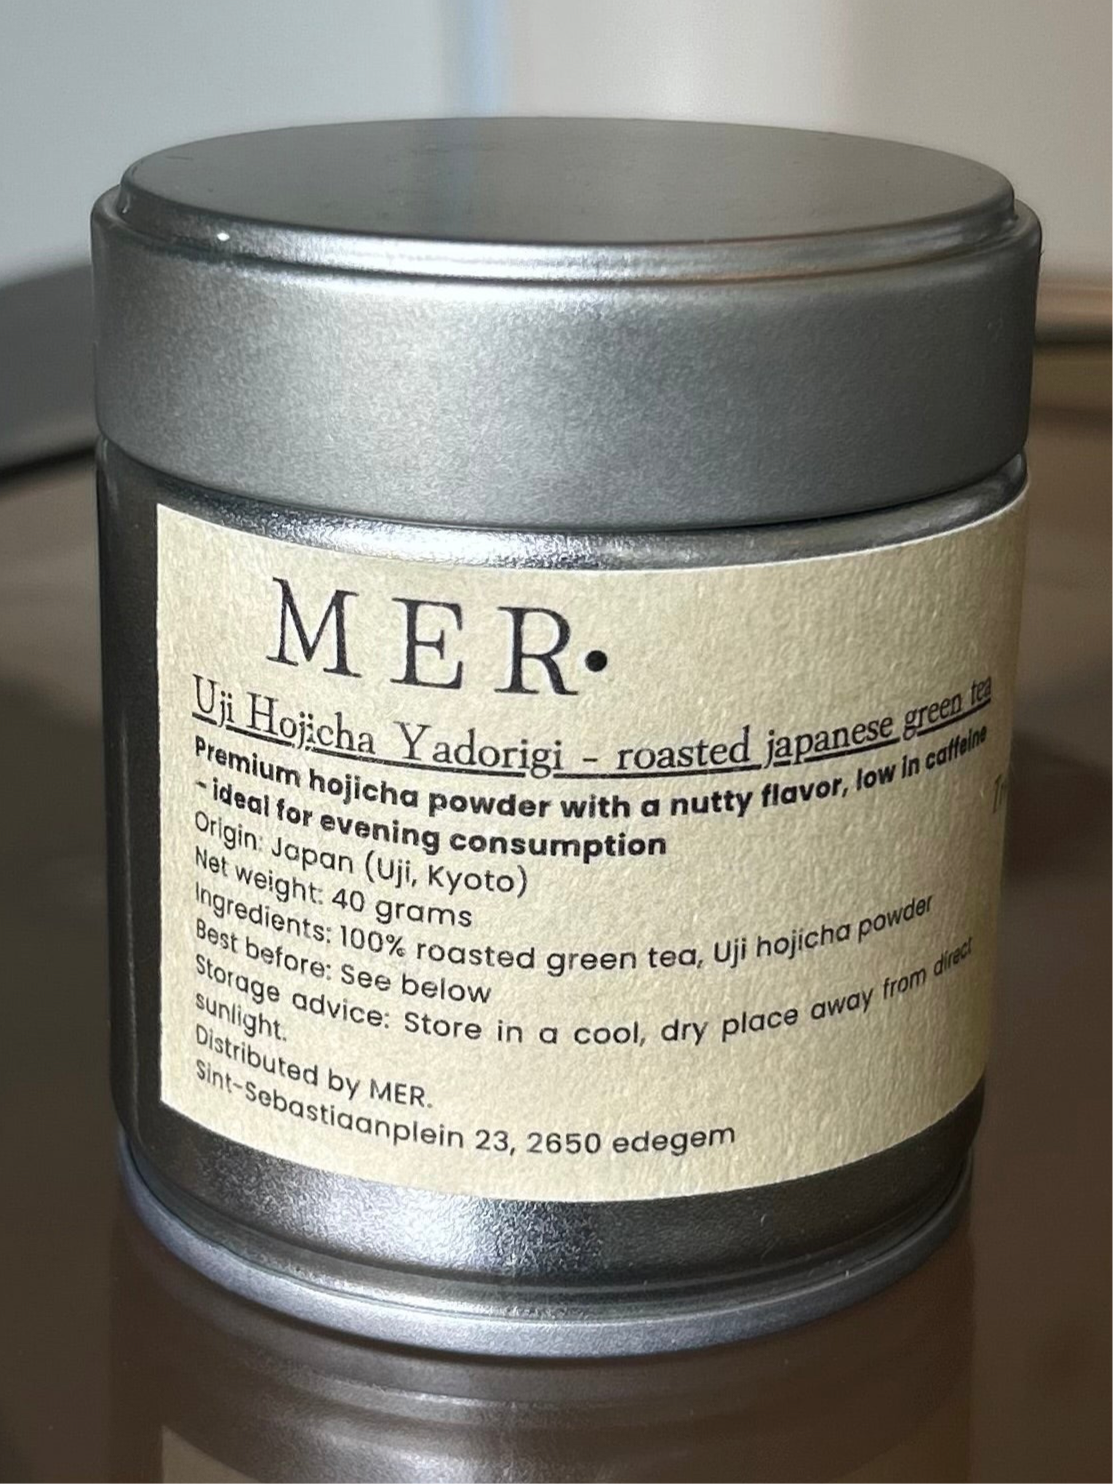 MER.
Uji Hojicha Yadorigi - roasted japanese green tea
Premium hojicha powder with a nutty flavor, low in caffeine
- ideal for evening consumption
Origin: Japan (Uji, Kyoto)
Net weight: 40 grams
Ingredients: 100% roasted green tea, Uji hojicha powder
Best before: See below
Storage advice: Store in a cool, dry place away from direct
sunlight.
Distributed by MER.
Sint-Sebastiaanplein 23, 2650 edegem